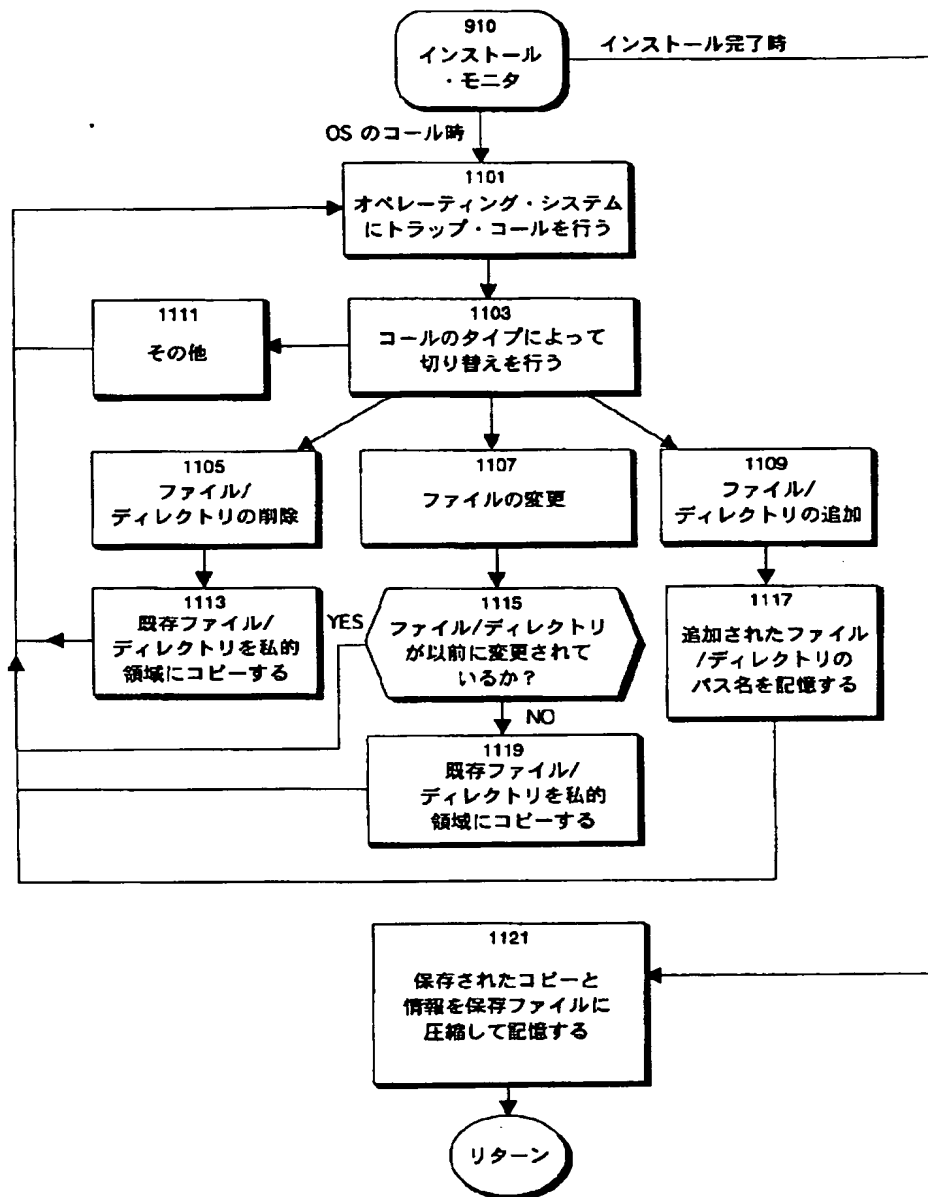 910
インストール
・モニタ
インストール完了時
OS のコール時
1101
オペレーティング・システム
にトラップ・コールを行う
1111
その他
1103
コールのタイプによって
切り替えを行う
1105
ファイル/
ディレクトリの削除
1107
ファイルの変更
1109
ファイル/
ディレクトリの追加
1113
既存ファイル/
ディレクトリを私的
領域にコピーする
YES
1115
ファイル/ディレクトリ
が以前に変更されて
いるか?
1117
追加されたファイル
/ディレクトリの
パス名を記憶する
NO
1119
既存ファイル/
ディレクトリを私的
領域にコピーする
1121
保存されたコピーと
情報を保存ファイルに
圧縮して記憶する
リターン